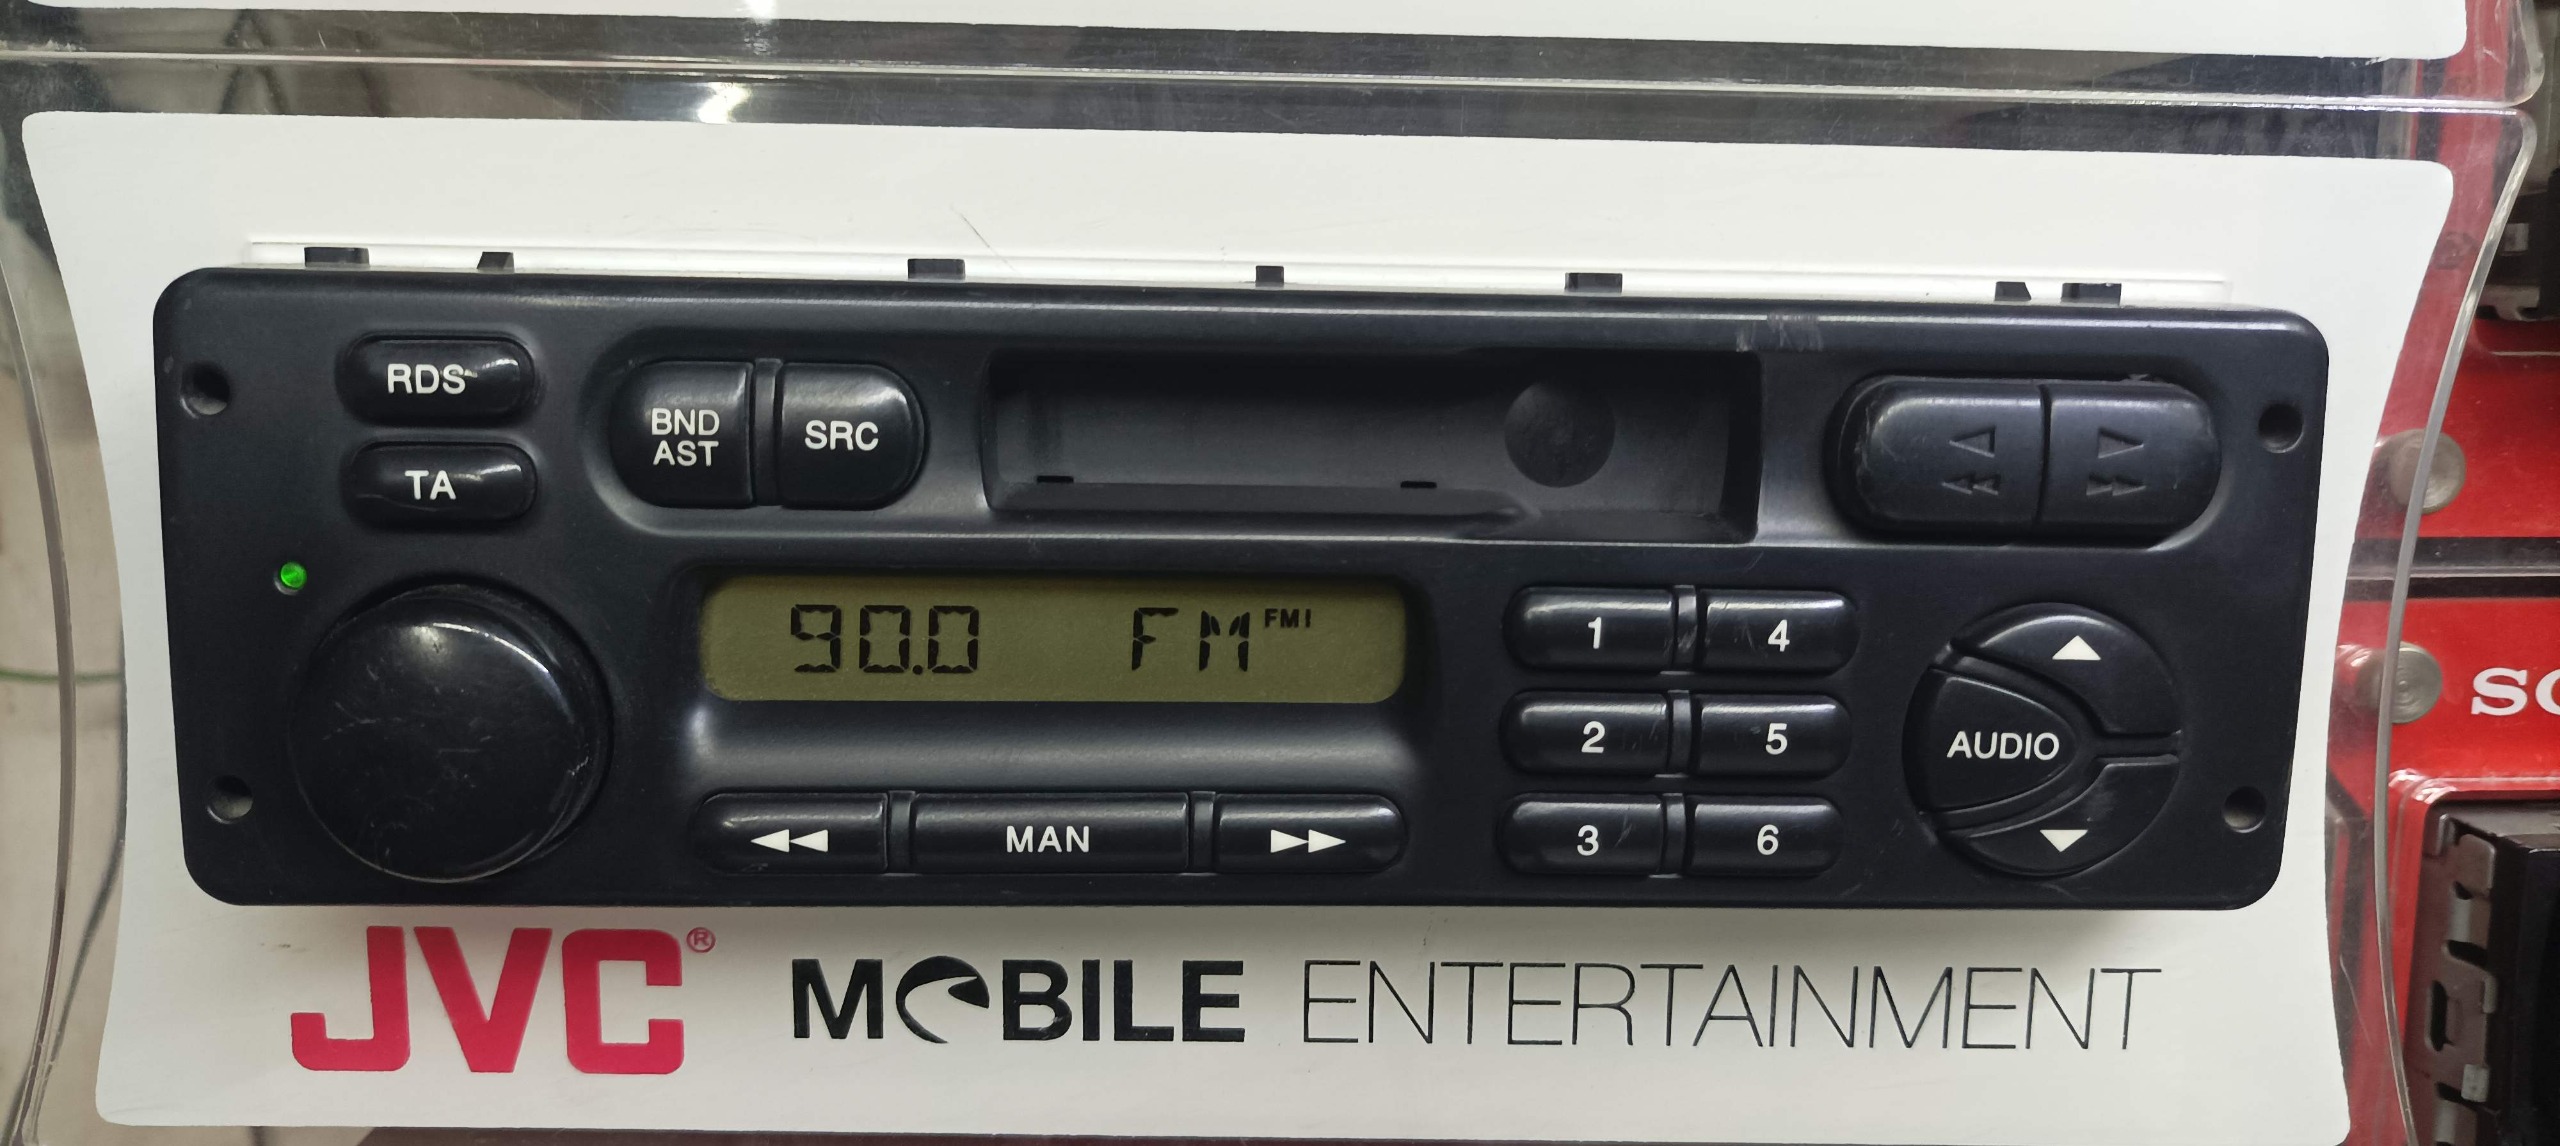 RDS
BND
AST
SRC
TA
90.0 FM FM1
1 4
2 5
3 6
AUDIO
MAN
JVC®
MOBILE ENTERTAINMENT